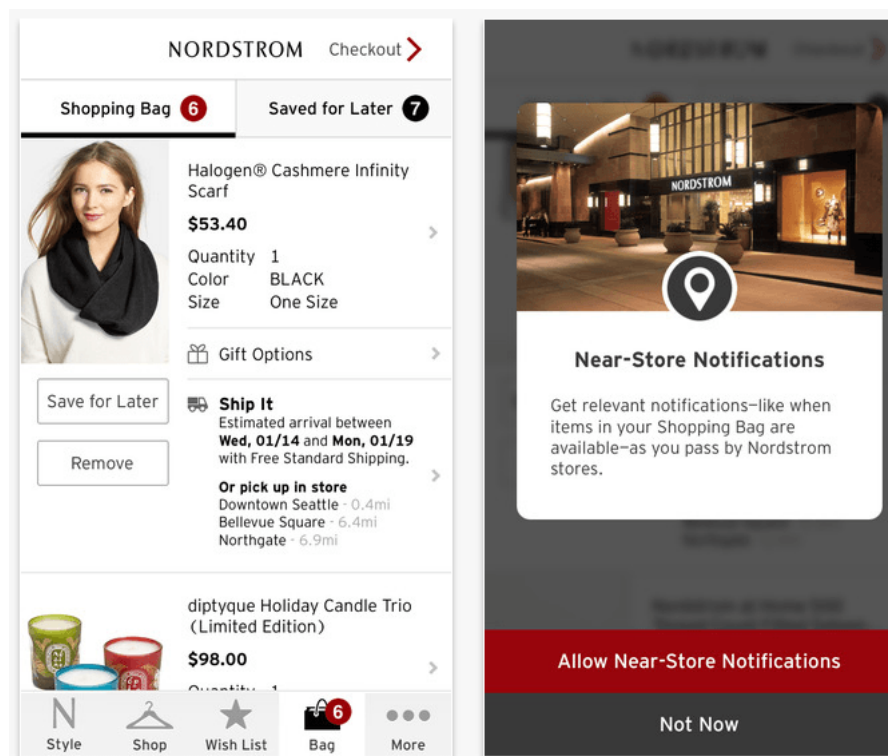 NORDSTROM Checkout
Shopping Bag 6 Saved for Later 7
Halogen® Cashmere Infinity
Scarf
$53.40
Quantity 1
Color BLACK
Size One Size
Gift Options
Save for Later
Remove
Ship It
Estimated arrival between
Wed, 01/14 and Mon, 01/19
with Free Standard Shipping.
Or pick up in store
Downtown Seattle - 0.4mi
Bellevue Square - 6.4mi
Northgate - 6.9mi
diptyque Holiday Candle Trio
(Limited Edition)
$98.00
Quantity 1
N
6
Style Shop Wish List Bag More
NORDSTROM
Near-Store Notifications
Get relevant notifications—like when
items in your Shopping Bag are
available—as you pass by Nordstrom
stores.
Allow Near-Store Notifications
Not Now